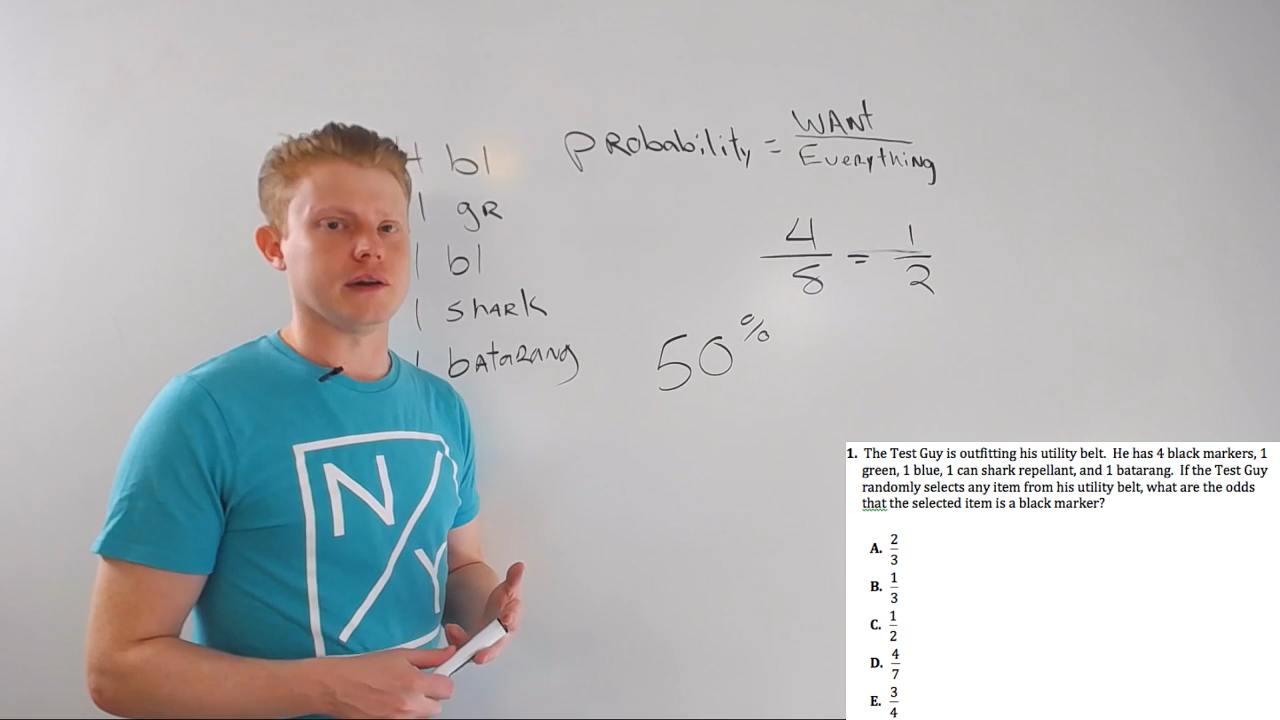 4 bl
1 gR
1 bl
1 shark
1 batarang
PRobability = WANt / Everything
4/8 = 1/2
50%
N/Y
1. The Test Guy is outfitting his utility belt. He has 4 black markers, 1
green, 1 blue, 1 can shark repellant, and 1 batarang. If the Test Guy
randomly selects any item from his utility belt, what are the odds
that the selected item is a black marker?
A. 2/3
B. 1/3
C. 1/2
D. 4/7
E. 3/4